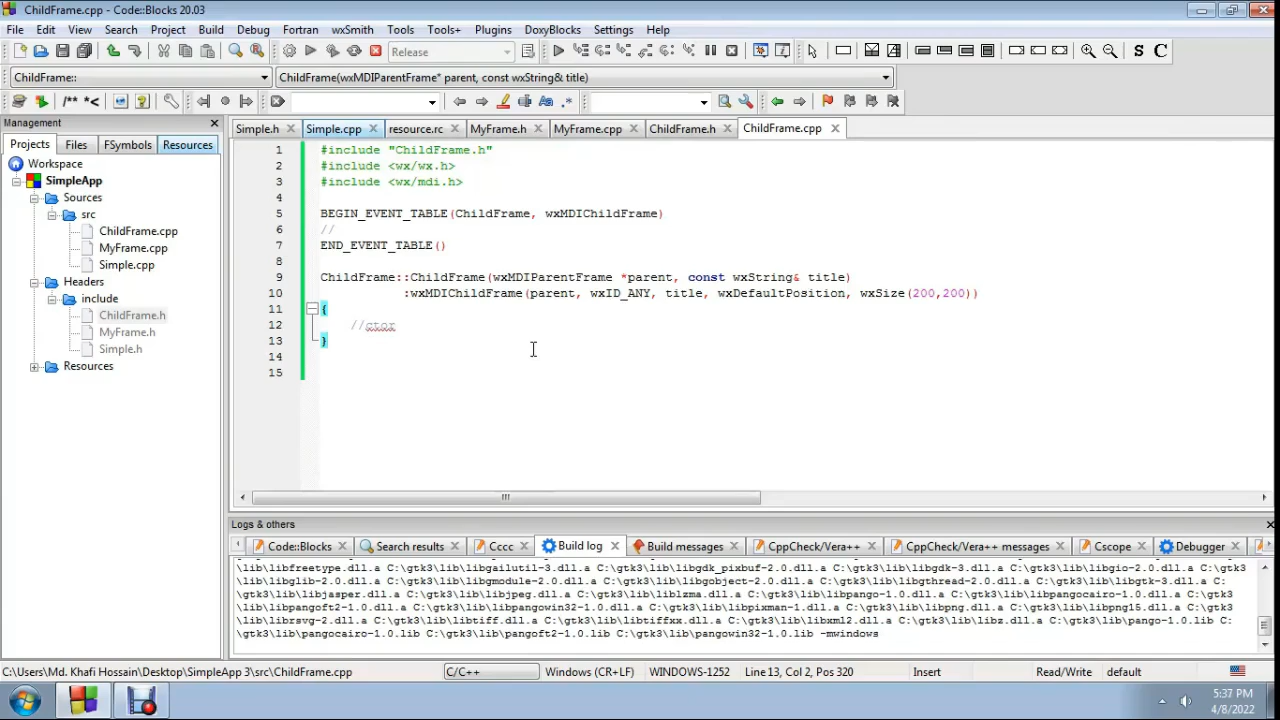 ChildFrame.cpp - Code::Blocks 20.03
File Edit View Search Project Build Debug Fortran wxSmith Tools Tools+ Plugins DoxyBlocks Settings Help
Release
S C
ChildFrame::
ChildFrame(wxMDIParentFrame* parent, const wxString& title)
/** *<
Aa .*
Management
Simple.h Simple.cpp resource.rc MyFrame.h MyFrame.cpp ChildFrame.h ChildFrame.cpp
Projects Files FSymbols Resources
Workspace
SimpleApp
Sources
src
ChildFrame.cpp
MyFrame.cpp
Simple.cpp
Headers
include
ChildFrame.h
MyFrame.h
Simple.h
Resources
1 #include "ChildFrame.h"
2 #include <wx/wx.h>
3 #include <wx/mdi.h>
4
5 BEGIN_EVENT_TABLE(ChildFrame, wxMDIChildFrame)
6 //
7 END_EVENT_TABLE()
8
9 ChildFrame::ChildFrame(wxMDIParentFrame *parent, const wxString& title)
10 :wxMDIChildFrame(parent, wxID_ANY, title, wxDefaultPosition, wxSize(200,200))
11 {
12 //ctor
13 }
14
15
Logs & others
Code::Blocks Search results Cccc Build log Build messages CppCheck/Vera++ CppCheck/Vera++ messages Cscope Debugger
\lib\libfreetype.dll.a C:\gtk3\lib\libgailutil-3.dll.a C:\gtk3\lib\libgdk_pixbuf-2.0.dll.a C:\gtk3\lib\libgdk-3.dll.a C:\gtk3\lib\libgio-2.0.dll.a C:\gtk3
\lib\libglib-2.0.dll.a C:\gtk3\lib\libgmodule-2.0.dll.a C:\gtk3\lib\libgobject-2.0.dll.a C:\gtk3\lib\libgthread-2.0.dll.a C:\gtk3\lib\libgtk-3.dll.a C:
\gtk3\lib\libjasper.dll.a C:\gtk3\lib\libjpeg.dll.a C:\gtk3\lib\liblzma.dll.a C:\gtk3\lib\libpango-1.0.dll.a C:\gtk3\lib\libpangocairo-1.0.dll.a C:\gtk3
\lib\libpangoft2-1.0.dll.a C:\gtk3\lib\libpangowin32-1.0.dll.a C:\gtk3\lib\libpixman-1.dll.a C:\gtk3\lib\libpng.dll.a C:\gtk3\lib\libpng15.dll.a C:\gtk3
\lib\librsvg-2.dll.a C:\gtk3\lib\libtiff.dll.a C:\gtk3\lib\libtiffxx.dll.a C:\gtk3\lib\libxml2.dll.a C:\gtk3\lib\libz.dll.a C:\gtk3\lib\pango-1.0.lib C:
\gtk3\lib\pangocairo-1.0.lib C:\gtk3\lib\pangoft2-1.0.lib C:\gtk3\lib\pangowin32-1.0.lib -mwindows
C:\Users\Md. Khafi Hossain\Desktop\SimpleApp 3\src\ChildFrame.cpp C/C++ Windows (CR+LF) WINDOWS-1252 Line 13, Col 2, Pos 320 Insert Read/Write default
5:37 PM
4/8/2022